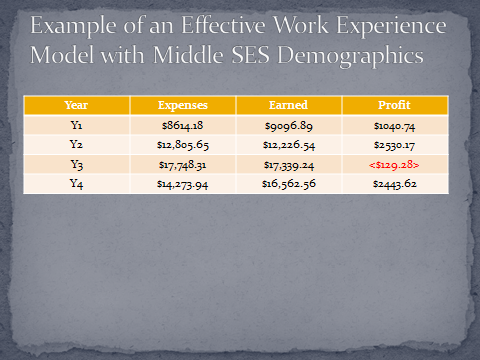 Example of an Effective Work Experience
Model with Middle SES Demographics
Year Expenses Earned Profit
Y1 $8614.18 $9096.89 $1040.74
Y2 $12,805.65 $12,226.54 $2530.17
Y3 $17,748.31 $17,339.24 <$129.28>
Y4 $14,273.94 $16,562.56 $2443.62